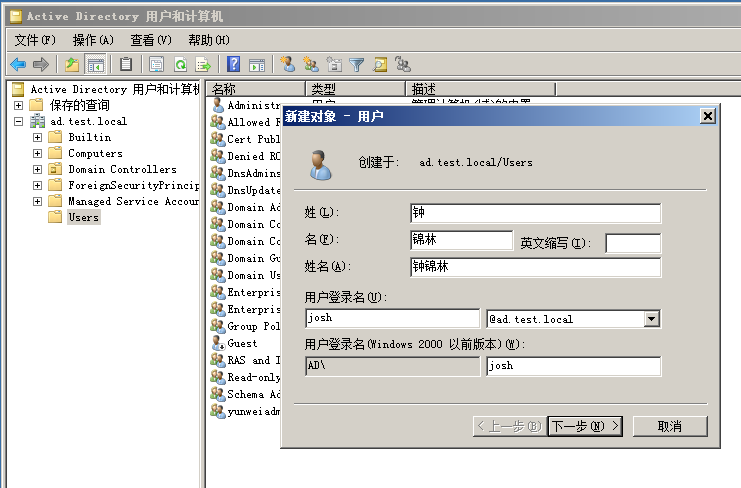 Active Directory 用户和计算机
文件(F) 操作(A) 查看(V) 帮助(H)
Active Directory 用户和计算机
保存的查询
ad.test.local
Builtin
Computers
Domain Controllers
ForeignSecurityPrincip
Managed Service Accour
Users
名称 类型 描述
Administr
Allowed R
Cert Publ
Denied RO
DnsAdmins
DnsUpdate
Domain Ad
Domain Co
Domain Co
Domain Gu
Domain Us
Enterpris
Enterpris
Group Pol
Guest
RAS and I
Read-only
Schema Ad
yunweiadm
新建对象 - 用户
创建于: ad.test.local/Users
姓(L): 钟
名(F): 锦林 英文缩写(I):
姓名(A): 钟锦林
用户登录名(U):
josh @ad.test.local
用户登录名(Windows 2000 以前版本)(W):
AD\ josh
< 上一步(B) 下一步(N) > 取消